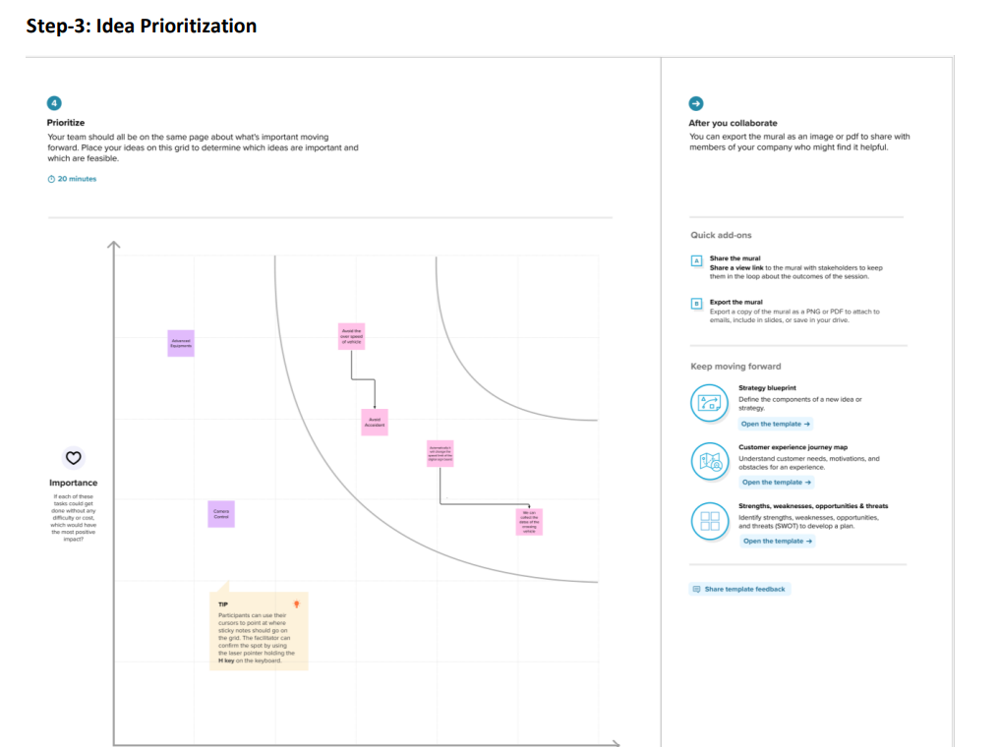 Step-3: Idea Prioritization
4
Prioritize
Your team should all be on the same page about what's important moving
forward. Place your ideas on this grid to determine which ideas are important and
which are feasible.
20 minutes
Importance
If each of these
tasks could get
done without any
difficulty or cost,
which would have
the most positive
impact?
Advanced
Equipments
Avoid the
over speed
of vehicle
Avoid
Accendent
Camera
Control
We can
collect the
data of the
crossing
vehicle
TIP
Participants can use their
cursors to point at where
sticky notes should go on
the grid. The facilitator can
confirm the spot by using
the laser pointer holding the
H key on the keyboard.
After you collaborate
You can export the mural as an image or pdf to share with
members of your company who might find it helpful.
Quick add-ons
A
Share the mural
Share a view link to the mural with stakeholders to keep
them in the loop about the outcomes of the session.
B
Export the mural
Export a copy of the mural as a PNG or PDF to attach to
emails, include in slides, or save in your drive.
Keep moving forward
Strategy blueprint
Define the components of a new idea or
strategy.
Open the template →
Customer experience journey map
Understand customer needs, motivations, and
obstacles for an experience.
Open the template →
Strengths, weaknesses, opportunities & threats
Identify strengths, weaknesses, opportunities,
and threats (SWOT) to develop a plan.
Open the template →
Share template feedback